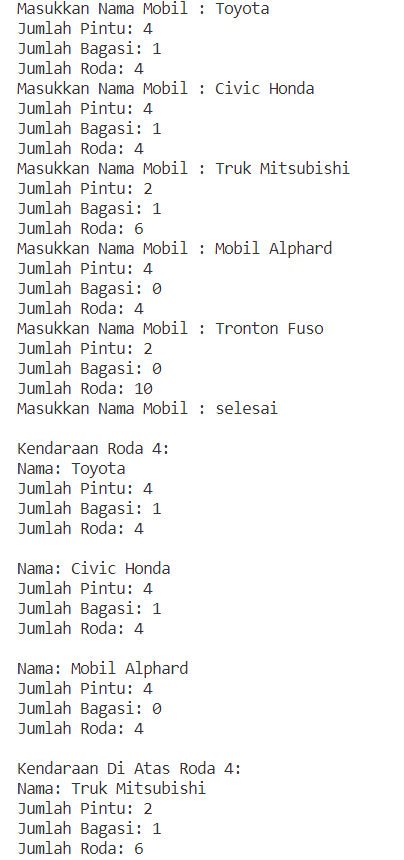 Masukkan Nama Mobil : Toyota
Jumlah Pintu: 4
Jumlah Bagasi: 1
Jumlah Roda: 4
Masukkan Nama Mobil : Civic Honda
Jumlah Pintu: 4
Jumlah Bagasi: 1
Jumlah Roda: 4
Masukkan Nama Mobil : Truk Mitsubishi
Jumlah Pintu: 2
Jumlah Bagasi: 1
Jumlah Roda: 6
Masukkan Nama Mobil : Mobil Alphard
Jumlah Pintu: 4
Jumlah Bagasi: 0
Jumlah Roda: 4
Masukkan Nama Mobil : Tronton Fuso
Jumlah Pintu: 2
Jumlah Bagasi: 0
Jumlah Roda: 10
Masukkan Nama Mobil : selesai

Kendaraan Roda 4:
Nama: Toyota
Jumlah Pintu: 4
Jumlah Bagasi: 1
Jumlah Roda: 4

Nama: Civic Honda
Jumlah Pintu: 4
Jumlah Bagasi: 1
Jumlah Roda: 4

Nama: Mobil Alphard
Jumlah Pintu: 4
Jumlah Bagasi: 0
Jumlah Roda: 4

Kendaraan Di Atas Roda 4:
Nama: Truk Mitsubishi
Jumlah Pintu: 2
Jumlah Bagasi: 1
Jumlah Roda: 6